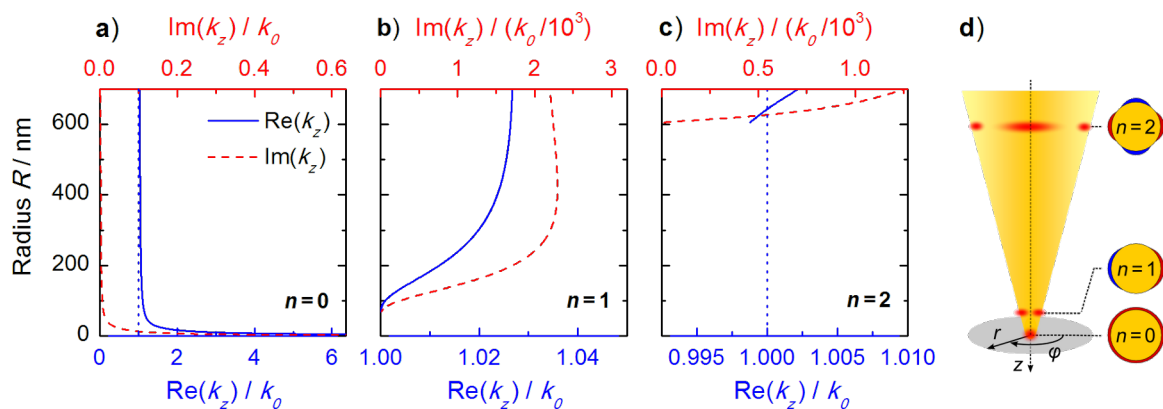 a)
Im(k_z) / k_0
0.0 0.2 0.4 0.6
Radius R / nm
600
400
200
0
Re(k_z)
Im(k_z)
n=0
0 2 4 6
Re(k_z) / k_0
b)
Im(k_z) / (k_0/10^3)
0 1 2 3
n=1
1.00 1.02 1.04
Re(k_z) / k_0
c)
Im(k_z) / (k_0/10^3)
0.0 0.5 1.0
n=2
0.995 1.000 1.005 1.010
Re(k_z) / k_0
d)
n=2
n=1
n=0
r
φ
z